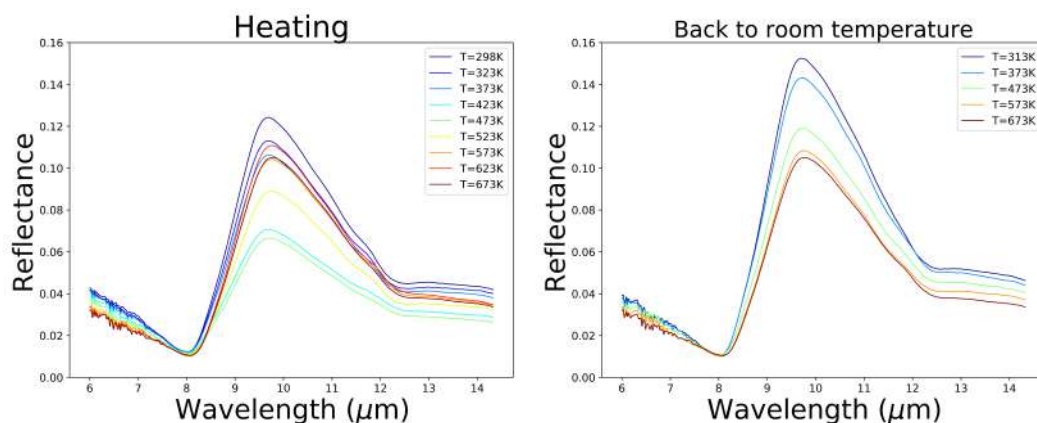 Heating
Reflectance
0.16
0.14
0.12
0.10
0.08
0.06
0.04
0.02
0.00
T=298K
T=323K
T=373K
T=423K
T=473K
T=523K
T=573K
T=623K
T=673K
6 7 8 9 10 11 12 13 14
Wavelength (μm)
Back to room temperature
Reflectance
0.16
0.14
0.12
0.10
0.08
0.06
0.04
0.02
0.00
T=313K
T=373K
T=473K
T=573K
T=673K
6 7 8 9 10 11 12 13 14
Wavelength (μm)